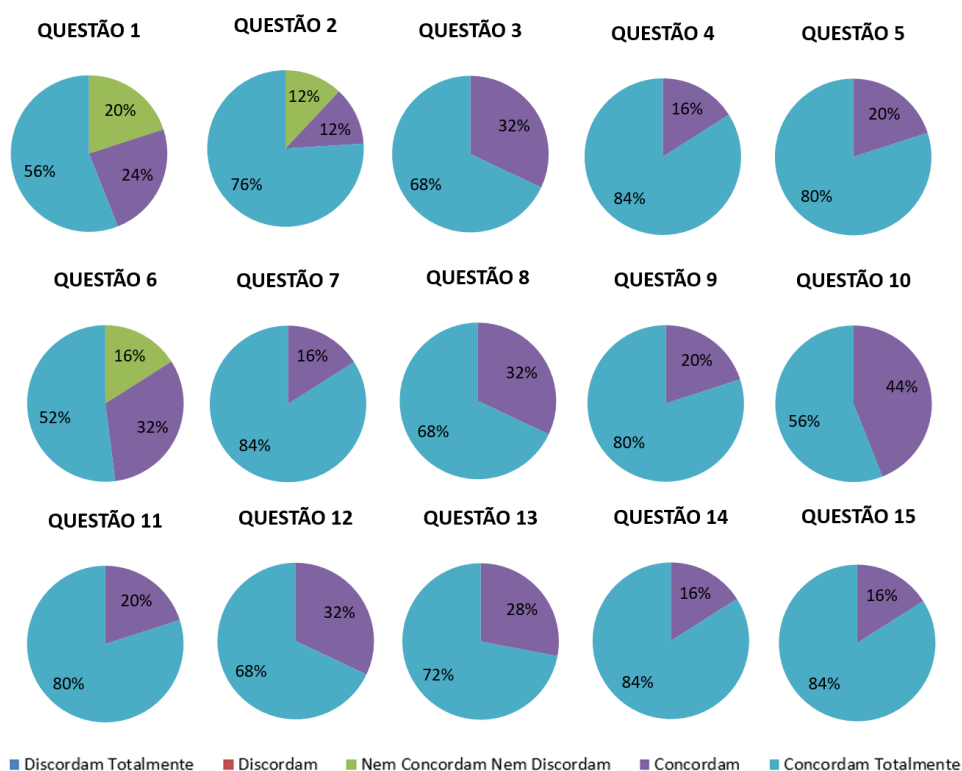 QUESTÃO 1
QUESTÃO 2
QUESTÃO 3
QUESTÃO 4
QUESTÃO 5
20%
24%
56%
12%
12%
76%
32%
68%
16%
84%
20%
80%
QUESTÃO 6
QUESTÃO 7
QUESTÃO 8
QUESTÃO 9
QUESTÃO 10
16%
32%
52%
16%
84%
32%
68%
20%
80%
44%
56%
QUESTÃO 11
QUESTÃO 12
QUESTÃO 13
QUESTÃO 14
QUESTÃO 15
20%
80%
32%
68%
28%
72%
16%
84%
16%
84%
Discordam Totalmente
Discordam
Nem Concordam Nem Discordam
Concordam
Concordam Totalmente